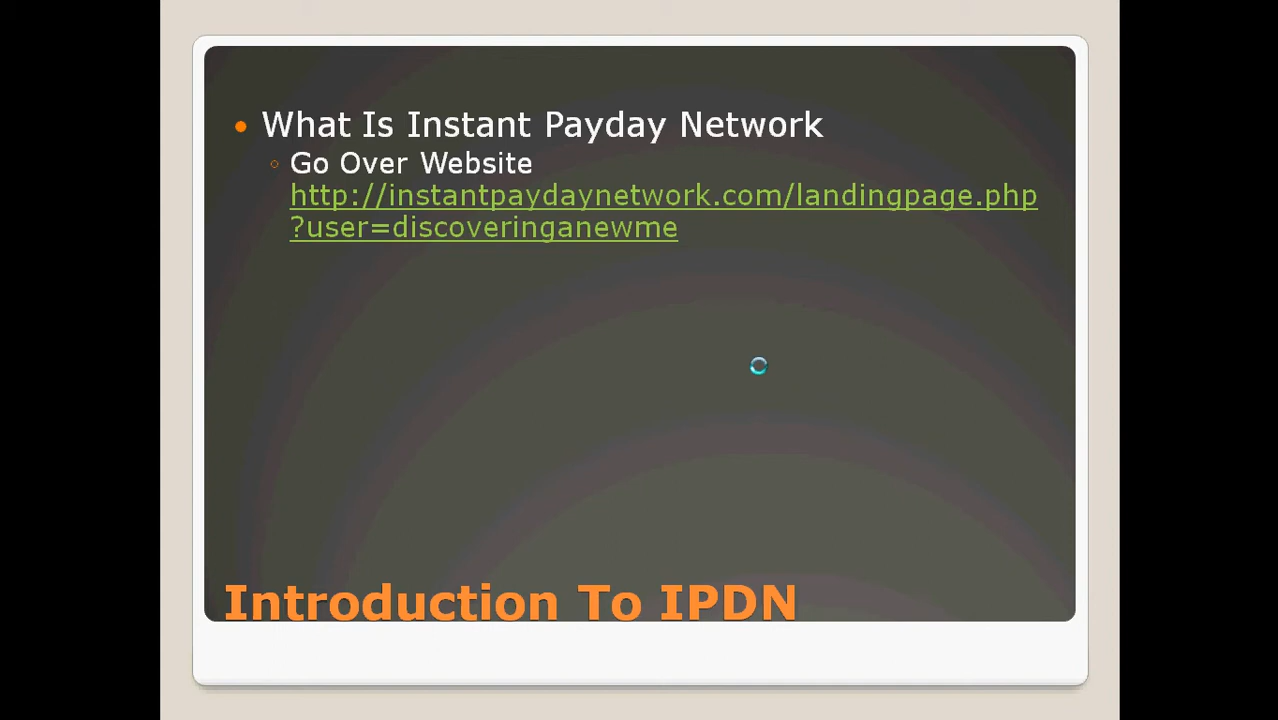 What Is Instant Payday Network
Go Over Website
http://instantpaydaynetwork.com/landingpage.php
?user=discoveringanewme
Introduction To IPDN